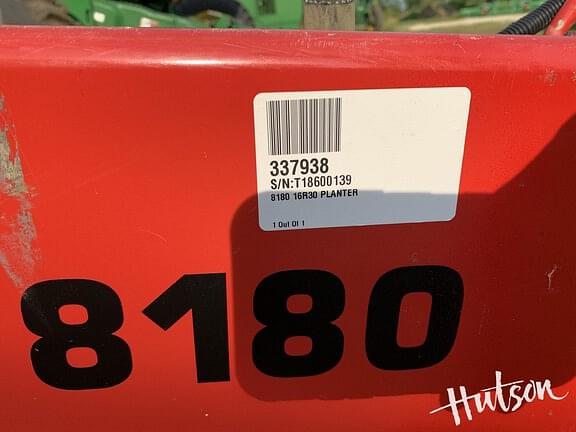 337938
S/N:T18600139
8180 16R30 PLANTER
1 Out Of 1
8180
Hutson